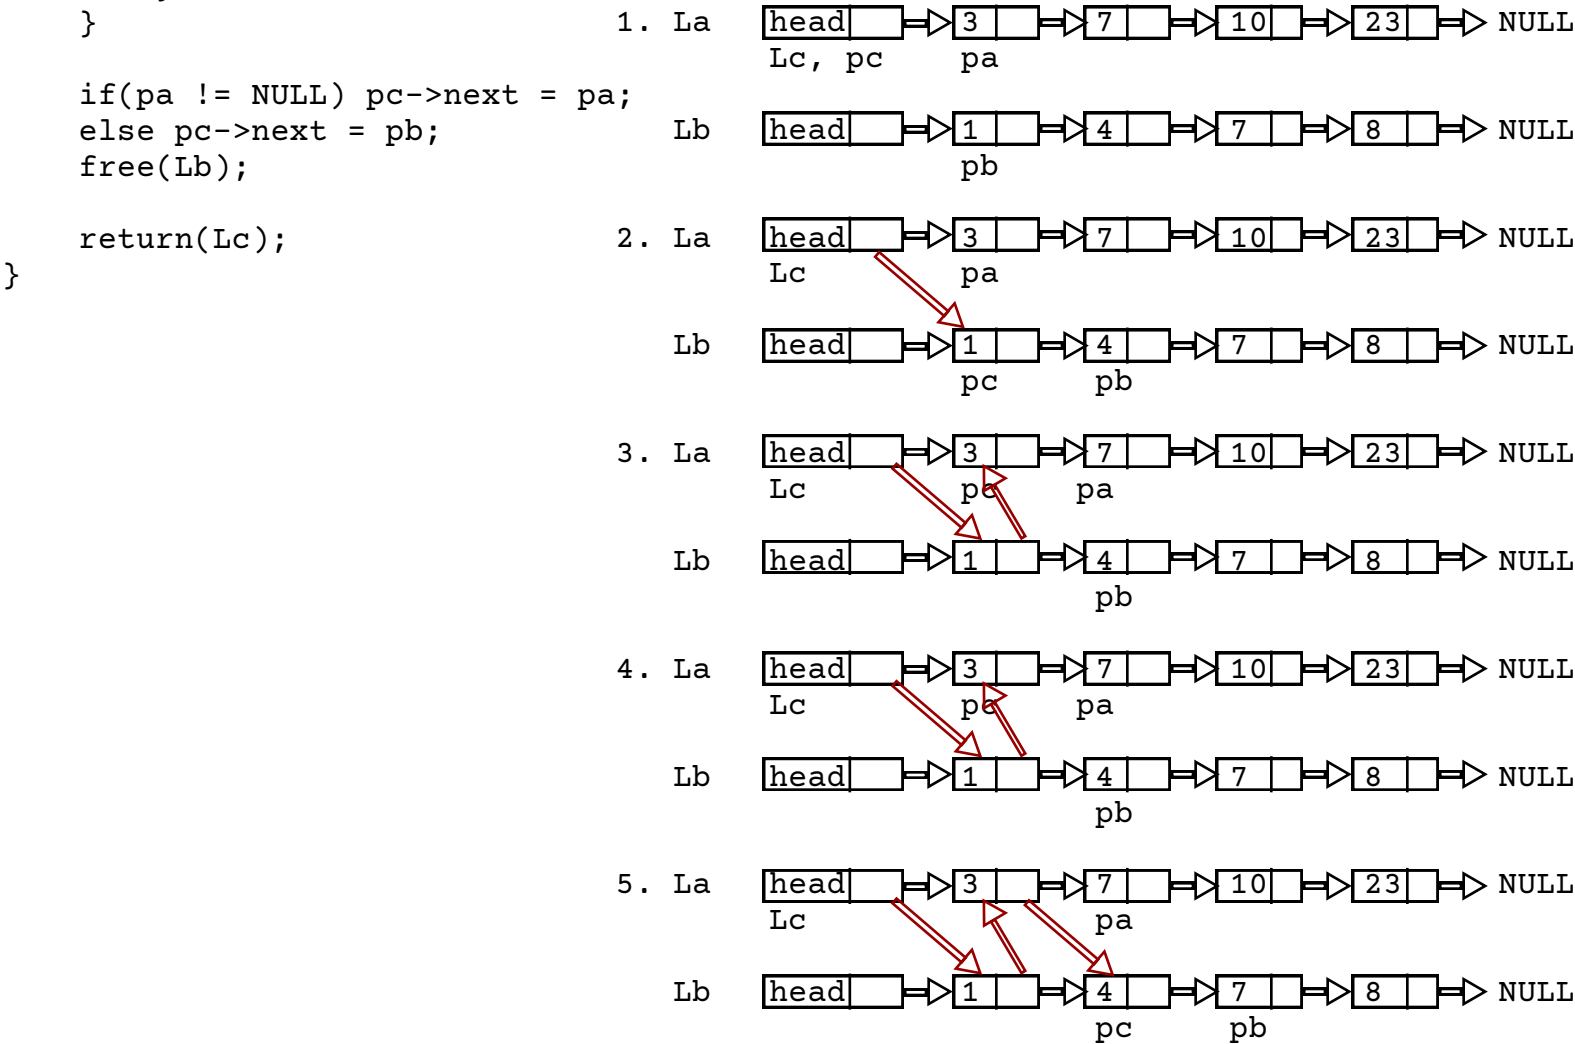 }
if(pa != NULL) pc->next = pa;
else pc->next = pb;
free(Lb);
return(Lc);
}
1. La head 3 7 10 23 NULL
Lc, pc pa
Lb head 1 4 7 8 NULL
pb
2. La head 3 7 10 23 NULL
Lc pa
Lb head 1 4 7 8 NULL
pc pb
3. La head 3 7 10 23 NULL
Lc pc pa
Lb head 1 4 7 8 NULL
pb
4. La head 3 7 10 23 NULL
Lc pc pa
Lb head 1 4 7 8 NULL
pb
5. La head 3 7 10 23 NULL
Lc pa
Lb head 1 4 7 8 NULL
pc pb